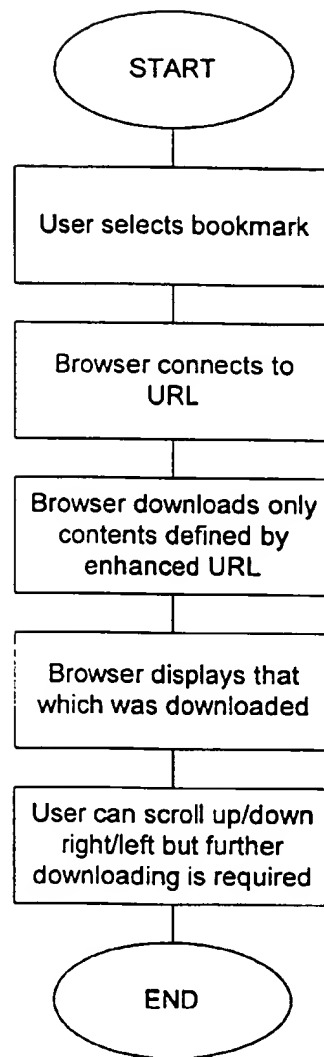 START
User selects bookmark
Browser connects to
URL
Browser downloads only
contents defined by
enhanced URL
Browser displays that
which was downloaded
User can scroll up/down
right/left but further
downloading is required
END